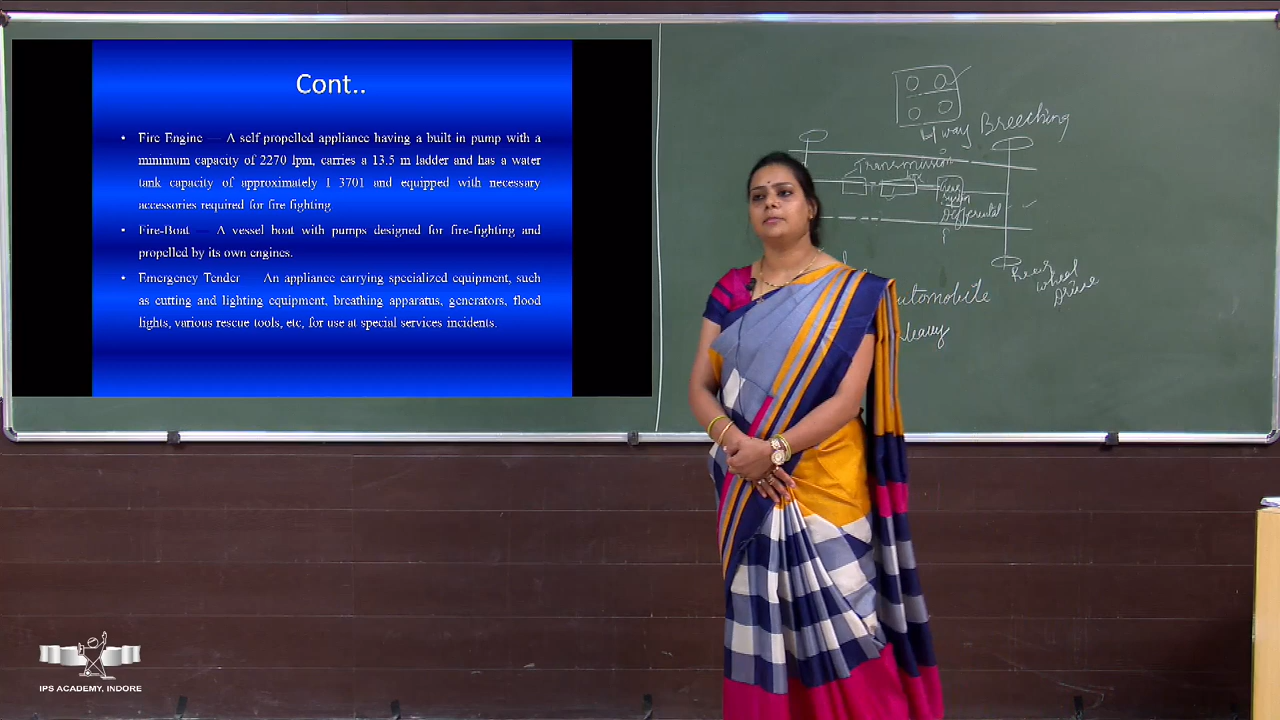 Cont..
• Fire Engine — A self propelled appliance having a built in pump with a
minimum capacity of 2270 lpm, carries a 13.5 m ladder and has a water
tank capacity of approximately 1 3701 and equipped with necessary
accessories required for fire fighting
• Fire-Boat — A vessel boat with pumps designed for fire-fighting and
propelled by its own engines.
• Emergency Tender — An appliance carrying specialized equipment, such
as cutting and lighting equipment, breathing apparatus, generators, flood
lights, various rescue tools, etc, for use at special services incidents.
4 way Breeching
Transmission
Differential
Rear
wheel
Drive
Automobile
Heavy
IPS ACADEMY, INDORE